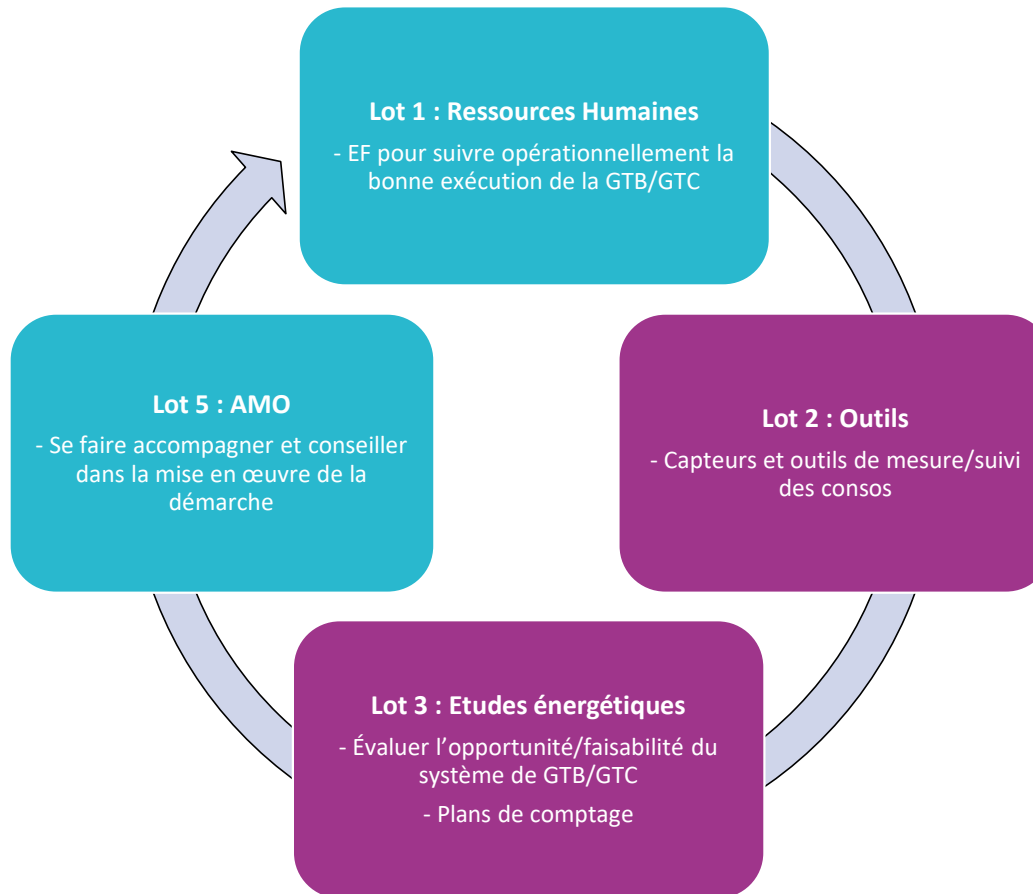 Lot 1 : Ressources Humaines
- EF pour suivre opérationnellement la
bonne exécution de la GTB/GTC
Lot 2 : Outils
- Capteurs et outils de mesure/suivi
des consos
Lot 3 : Etudes énergétiques
- Évaluer l’opportunité/faisabilité du
système de GTB/GTC
- Plans de comptage
Lot 5 : AMO
- Se faire accompagner et conseiller
dans la mise en œuvre de la
démarche